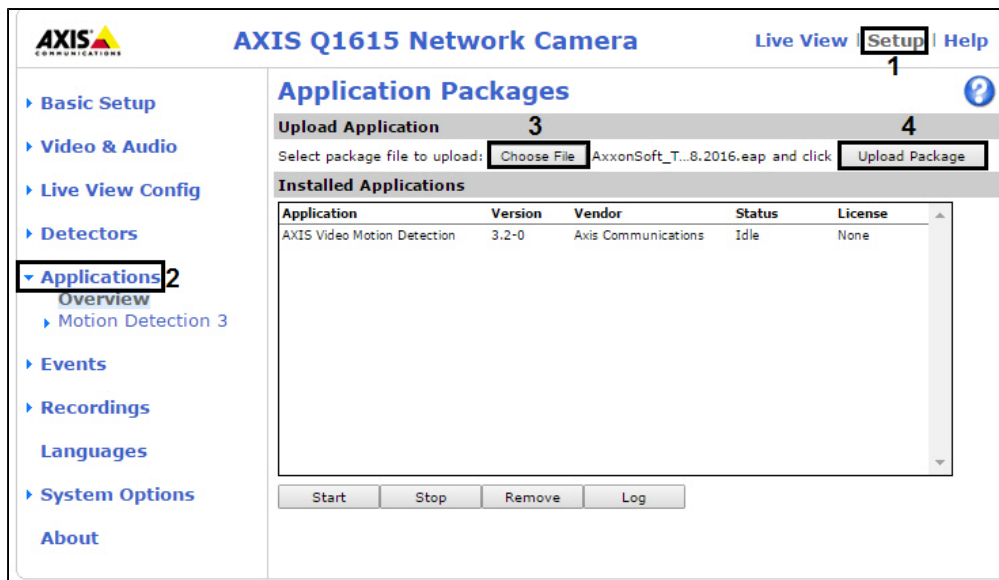 AXIS
COMMUNICATIONS
AXIS Q1615 Network Camera
Live View | Setup | Help
1
Basic Setup
Video & Audio
Live View Config
Detectors
Applications 2
Overview
Motion Detection 3
Events
Recordings
Languages
System Options
About
Application Packages
?
Upload Application
3
4
Select package file to upload: Choose File AxxonSoft_T...8.2016.eap and click Upload Package
Installed Applications
Application Version Vendor Status License
AXIS Video Motion Detection 3.2-0 Axis Communications Idle None
Start Stop Remove Log